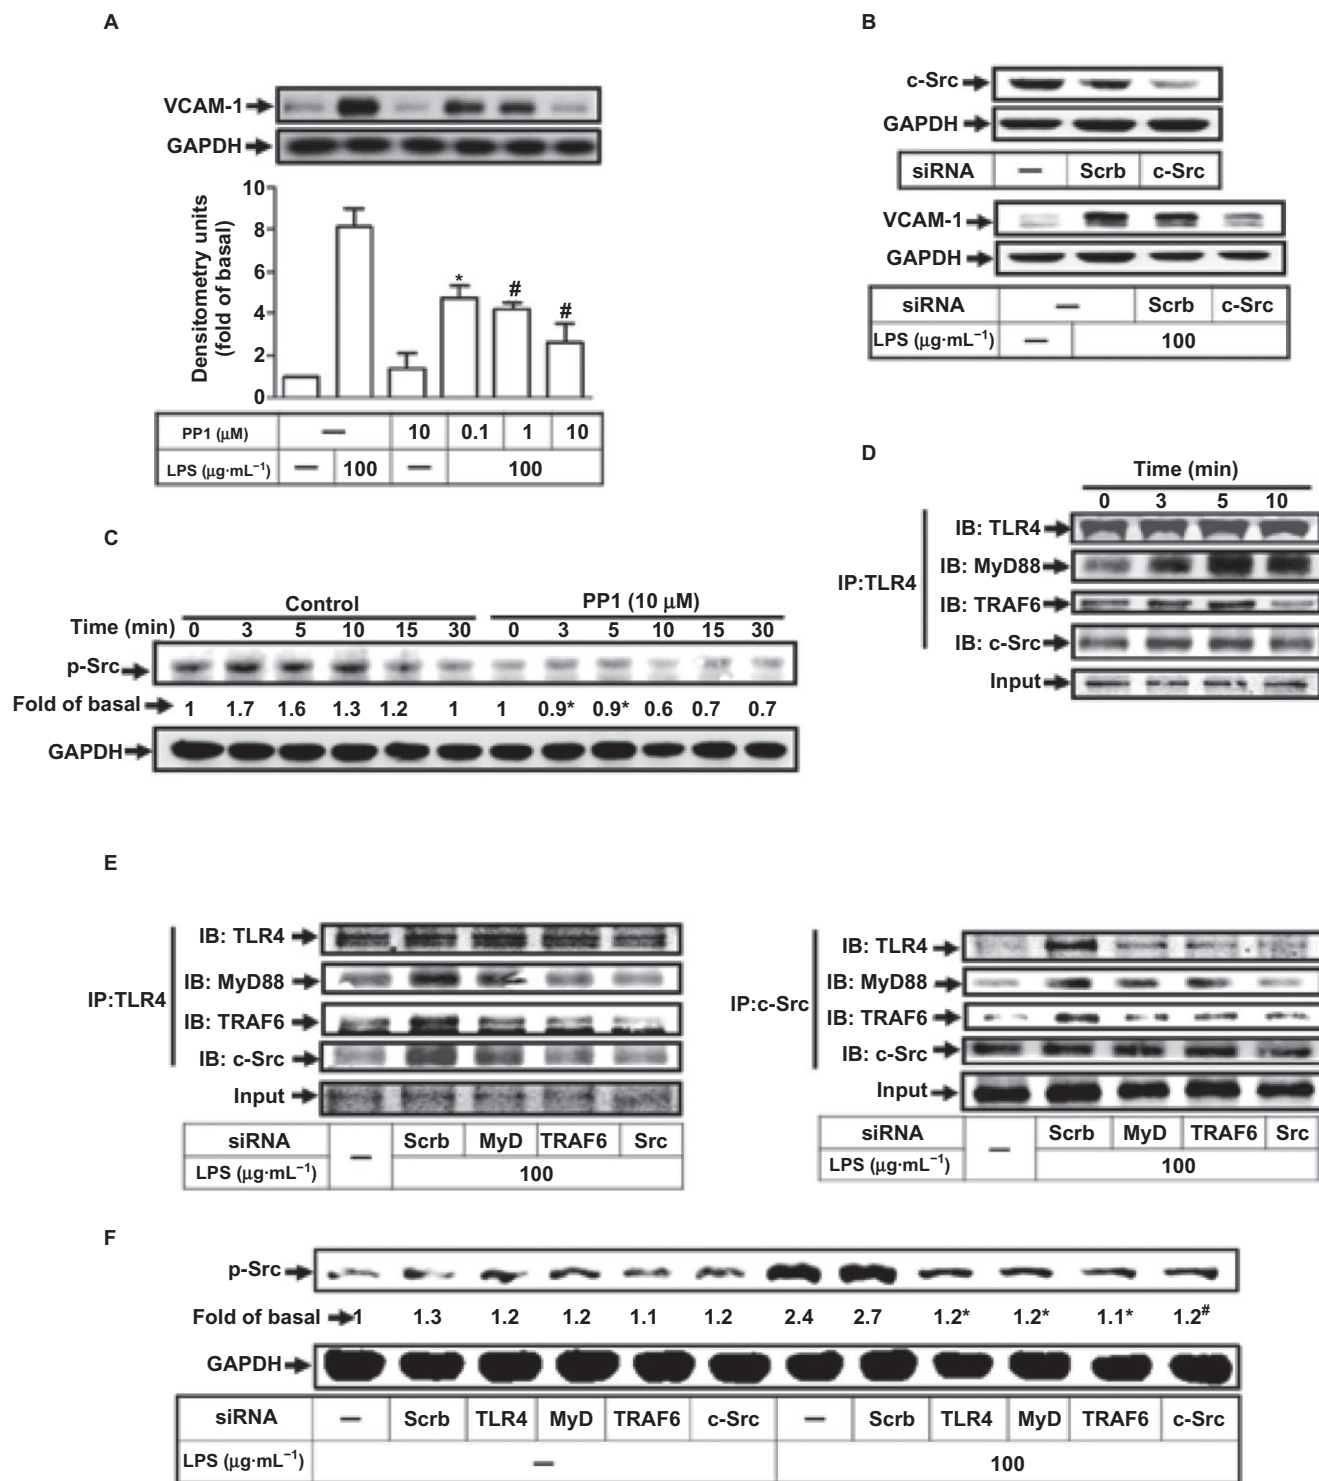 A
VCAM-1
GAPDH
Densitometry units
(fold of basal)
10
8
6
4
2
0
*
#
#
PP1 (μM) — 10 0.1 1 10
LPS (μg·mL⁻¹) — 100 — 100
B
c-Src
GAPDH
siRNA — Scrb c-Src
VCAM-1
GAPDH
siRNA — Scrb c-Src
LPS (μg·mL⁻¹) — 100
C
Control PP1 (10 μM)
Time (min) 0 3 5 10 15 30 0 3 5 10 15 30
p-Src
Fold of basal 1 1.7 1.6 1.3 1.2 1 1 0.9* 0.9* 0.6 0.7 0.7
GAPDH
D
Time (min)
0 3 5 10
IP:TLR4
IB: TLR4
IB: MyD88
IB: TRAF6
IB: c-Src
Input
E
IP:TLR4
IB: TLR4
IB: MyD88
IB: TRAF6
IB: c-Src
Input
siRNA — Scrb MyD TRAF6 Src
LPS (μg·mL⁻¹) 100
IP:c-Src
IB: TLR4
IB: MyD88
IB: TRAF6
IB: c-Src
Input
siRNA — Scrb MyD TRAF6 Src
LPS (μg·mL⁻¹) 100
F
p-Src
Fold of basal 1 1.3 1.2 1.2 1.1 1.2 2.4 2.7 1.2* 1.2* 1.1* 1.2#
GAPDH
siRNA — Scrb TLR4 MyD TRAF6 c-Src — Scrb TLR4 MyD TRAF6 c-Src
LPS (μg·mL⁻¹) — 100